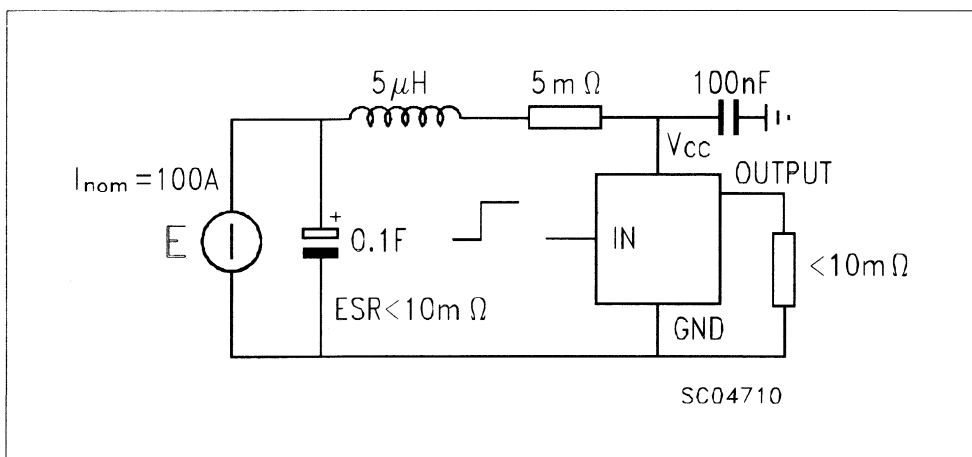 5μH
5mΩ
100nF
Vcc
OUTPUT
Inom=100A
E
+
0.1F
IN
<10mΩ
ESR<10mΩ
GND
SC04710